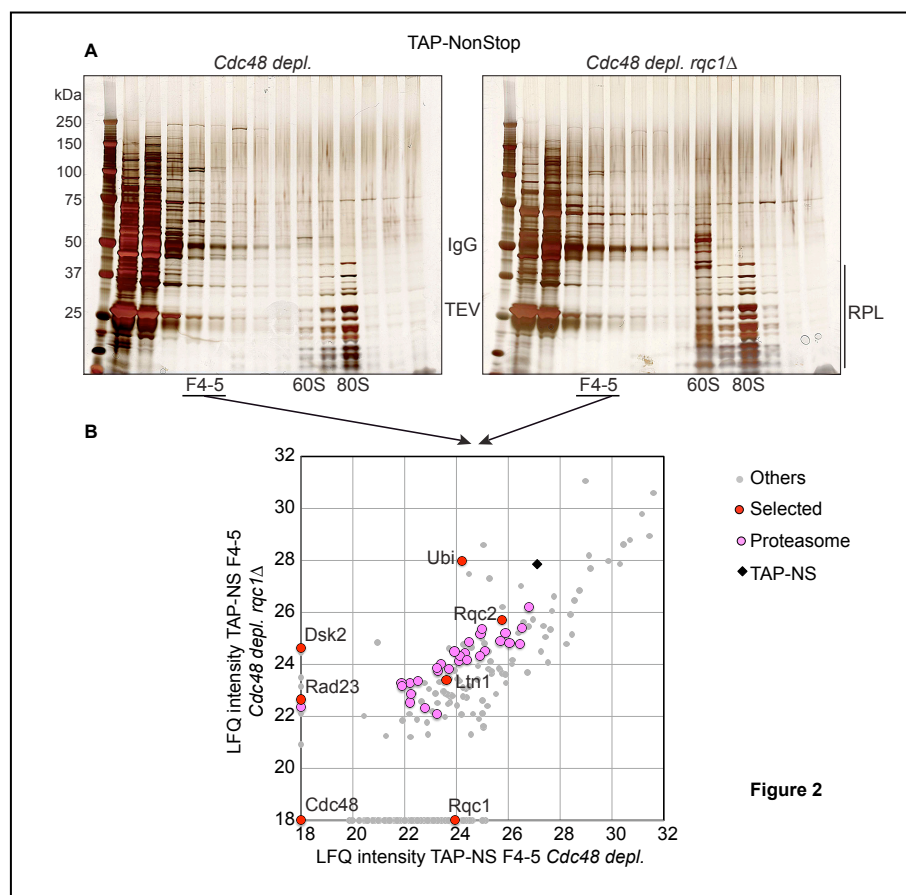 TAP-NonStop
A
Cdc48 depl.
Cdc48 depl. rqc1Δ
kDa
250
150
100
75
50
37
25
IgG
TEV
RPL
F4-5
60S 80S
F4-5
60S 80S
B
LFQ intensity TAP-NS F4-5
Cdc48 depl. rqc1Δ
32
30
28
26
24
22
20
18
Ubi
Rqc2
Dsk2
Ltn1
Rad23
Cdc48
Rqc1
18 20 22 24 26 28 30 32
LFQ intensity TAP-NS F4-5 Cdc48 depl.
Others
Selected
Proteasome
TAP-NS
Figure 2